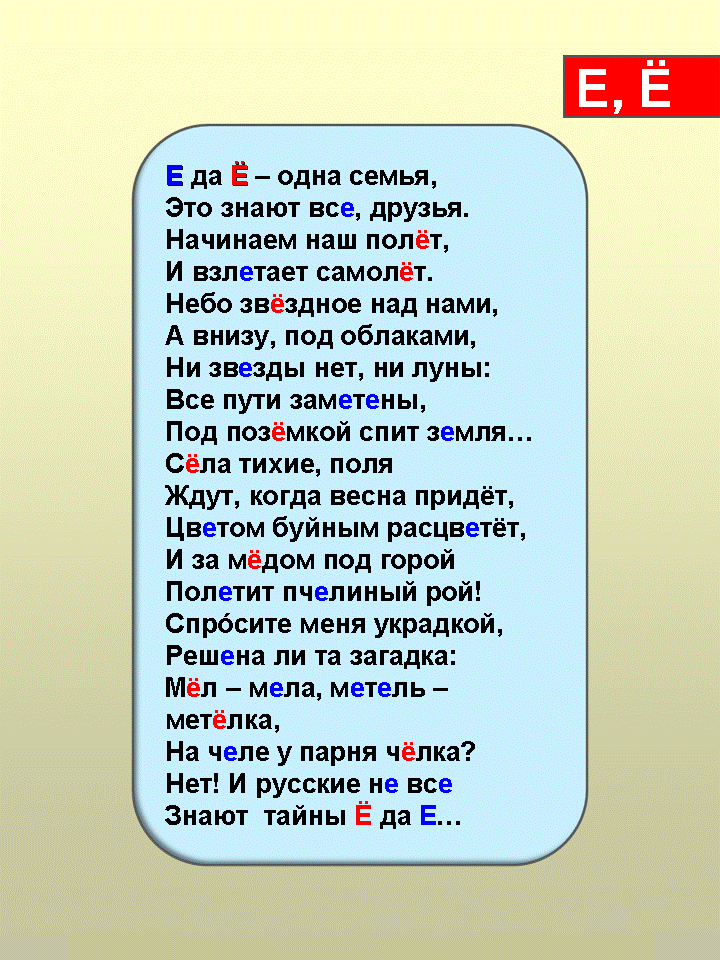 Е, Ё
Е да Ё – одна семья,
Это знают все, друзья.
Начинаем наш полёт,
И взлетает самолёт.
Небо звёздное над нами,
А внизу, под облаками,
Ни звезды нет, ни луны:
Все пути заметены,
Под позёмкой спит земля…
Сёла тихие, поля
Ждут, когда весна придёт,
Цветом буйным расцветёт,
И за мёдом под горой
Полетит пчелиный рой!
Спро́сите меня украдкой,
Решена ли та загадка:
Мёл – мела, метель –
метёлка,
На челе у парня чёлка?
Нет! И русские не все
Знают  тайны Ё да Е…